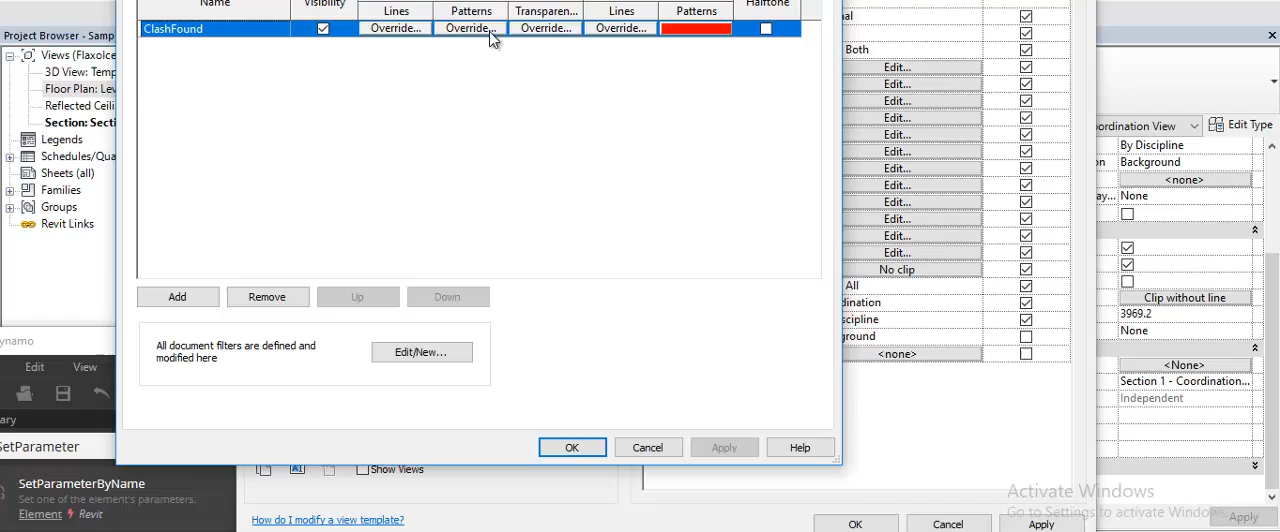 Name
Visibility
Halftone
Lines
Patterns
Transparen...
Lines
Patterns
ClashFound
Override...
Override...
Override...
Override...
Project Browser - Samp
Views (Flaxolce
3D View: Temp
Floor Plan: Lev
Reflected Ceili
Section: Secti
Legends
Schedules/Qua
Sheets (all)
Families
Groups
Revit Links
Add
Remove
Up
Down
All document filters are defined and
modified here
Edit/New...
OK
Cancel
Apply
Help
ynamo
Edit
View
ary
SetParameter
SetParameterByName
Set one of the element's parameters.
Element
Revit
Show Views
How do I modify a view template?
Both
Edit...
Edit...
Edit...
Edit...
Edit...
Edit...
Edit...
Edit...
Edit...
Edit...
Edit...
Edit...
No clip
All
dination
scipline
ground
<none>
OK
Cancel
Apply
oordination View
Edit Type
By Discipline
on
Background
<none>
ay...
None
Clip without line
3969.2
None
<None>
Section 1 - Coordination...
Independent
Activate Windows
Go to Settings to activate Windows.
Apply